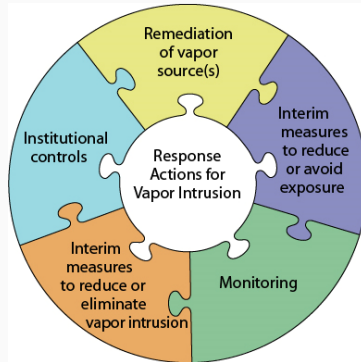 Remediation
of vapor
source(s)
Interim
measures
to reduce
or avoid
exposure
Monitoring
Interim
measures
to reduce or
eliminate
vapor intrusion
Institutional
controls
Response
Actions for
Vapor Intrusion